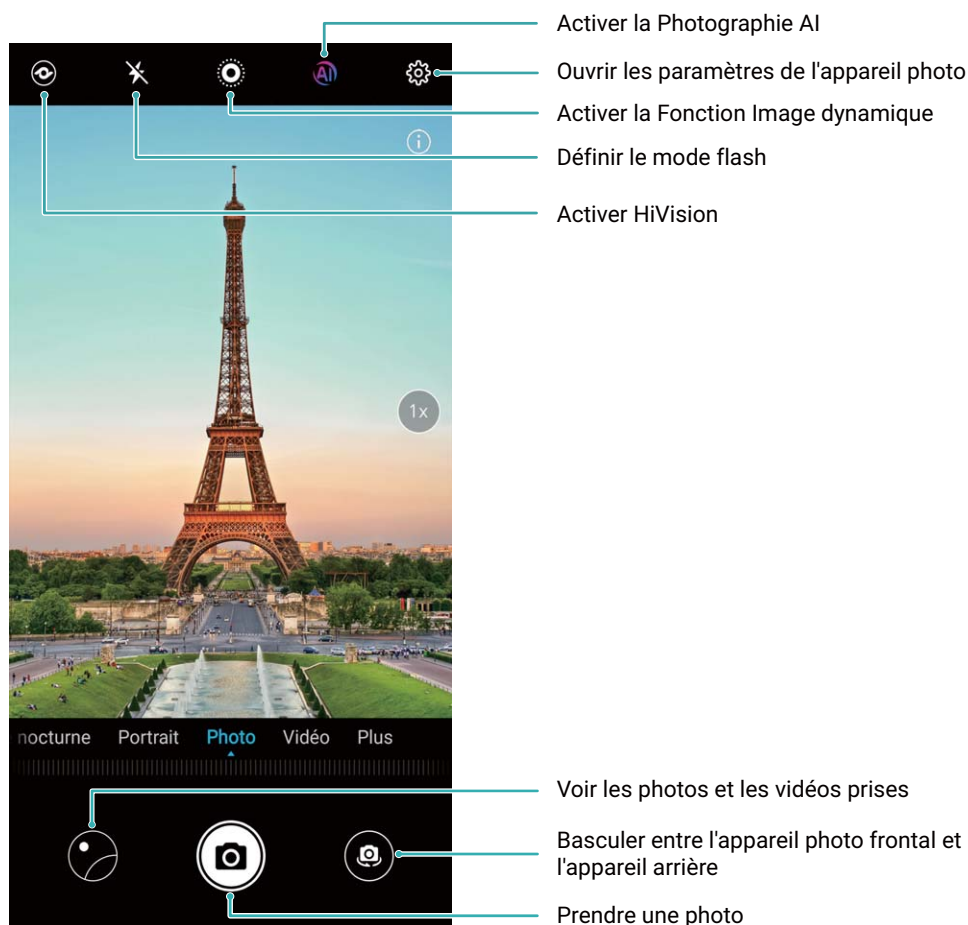 Activer la Photographie AI
AI
Ouvrir les paramètres de l'appareil photo
Activer la Fonction Image dynamique
Définir le mode flash
Activer HiVision
1x
nocturne Portrait Photo Vidéo Plus
Voir les photos et les vidéos prises
Basculer entre l'appareil photo frontal et
l'appareil arrière
Prendre une photo